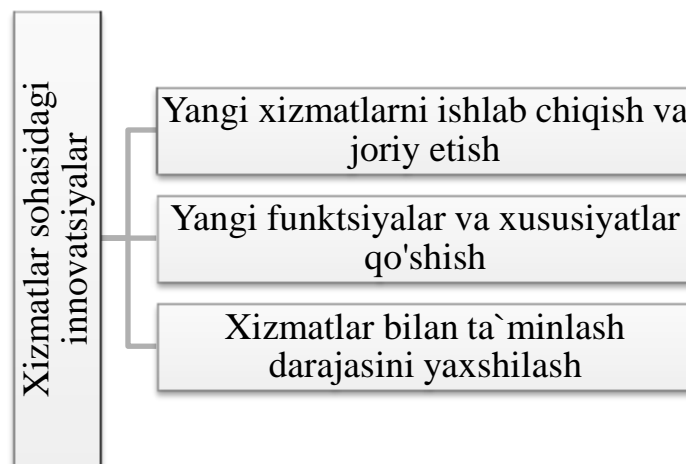 Xizmatlar sohasidagi
innovatsiyalar
Yangi xizmatlarni ishlab chiqish va
joriy etish
Yangi funktsiyalar va xususiyatlar
qo'shish
Xizmatlar bilan ta`minlash
darajasini yaxshilash